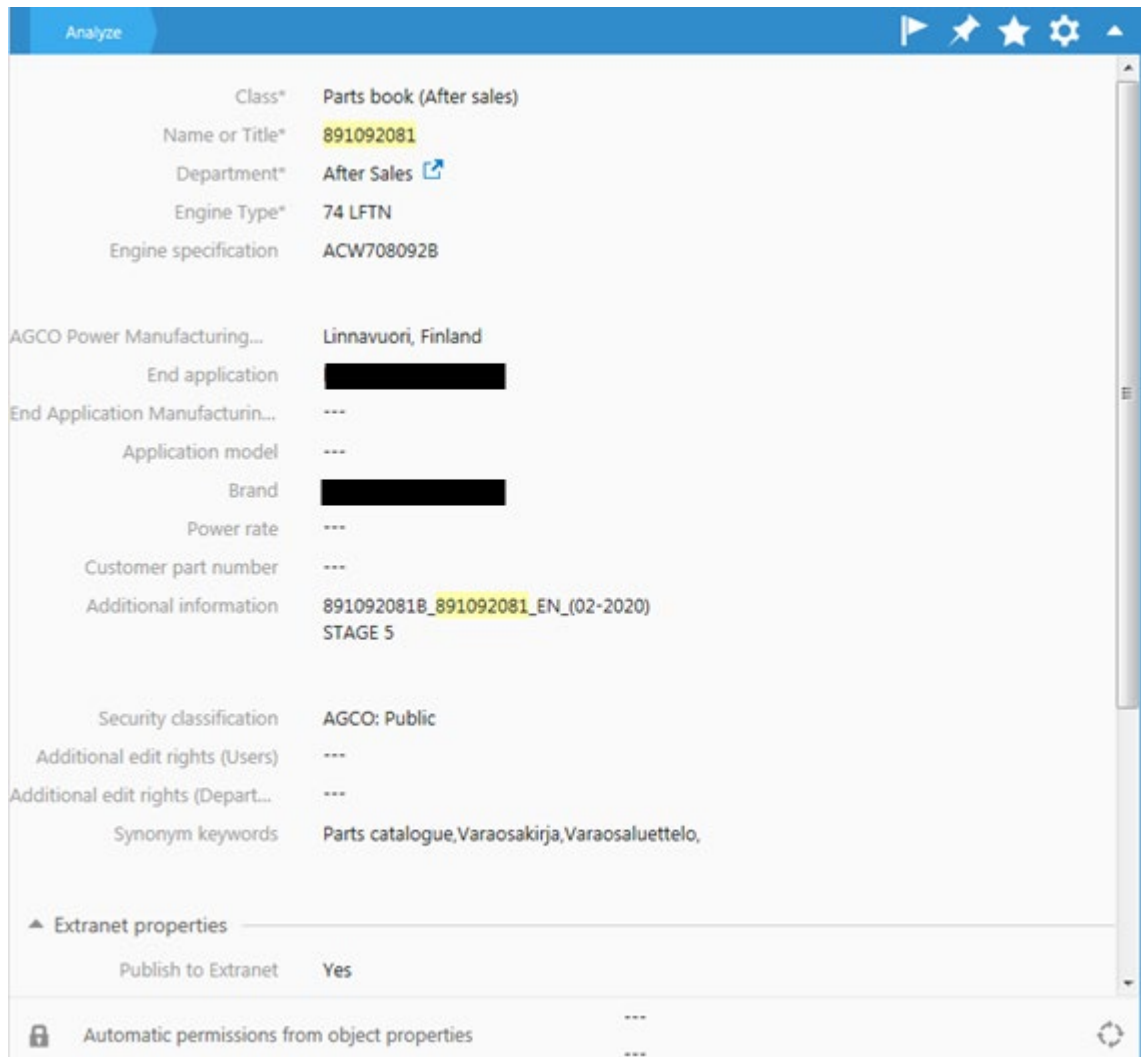 Analyze
Class* Parts book (After sales)
Name or Title* 891092081
Department* After Sales
Engine Type* 74 LFTN
Engine specification ACW708092B
AGCO Power Manufacturing... Linnavuori, Finland
End application
End Application Manufacturin... ---
Application model ---
Brand
Power rate ---
Customer part number ---
Additional information 891092081B_891092081_EN_(02-2020)
STAGE 5
Security classification AGCO: Public
Additional edit rights (Users) ---
Additional edit rights (Depart... ---
Synonym keywords Parts catalogue,Varaosakirja,Varaosaluettelo,
Extranet properties
Publish to Extranet Yes
---
Automatic permissions from object properties
---